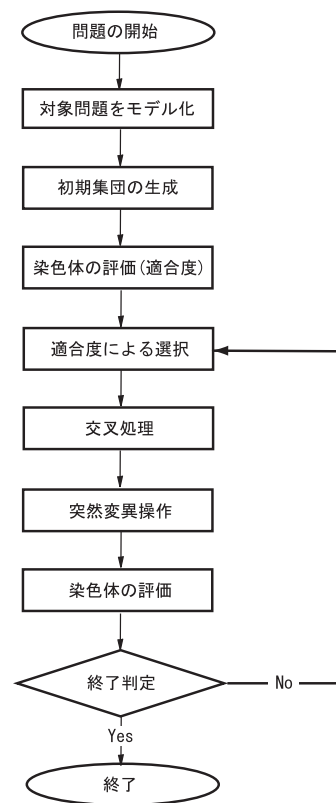 問題の開始
対象問題をモデル化
初期集団の生成
染色体の評価(適合度)
適合度による選択
交叉処理
突然変異操作
染色体の評価
終了判定
No
Yes
終了